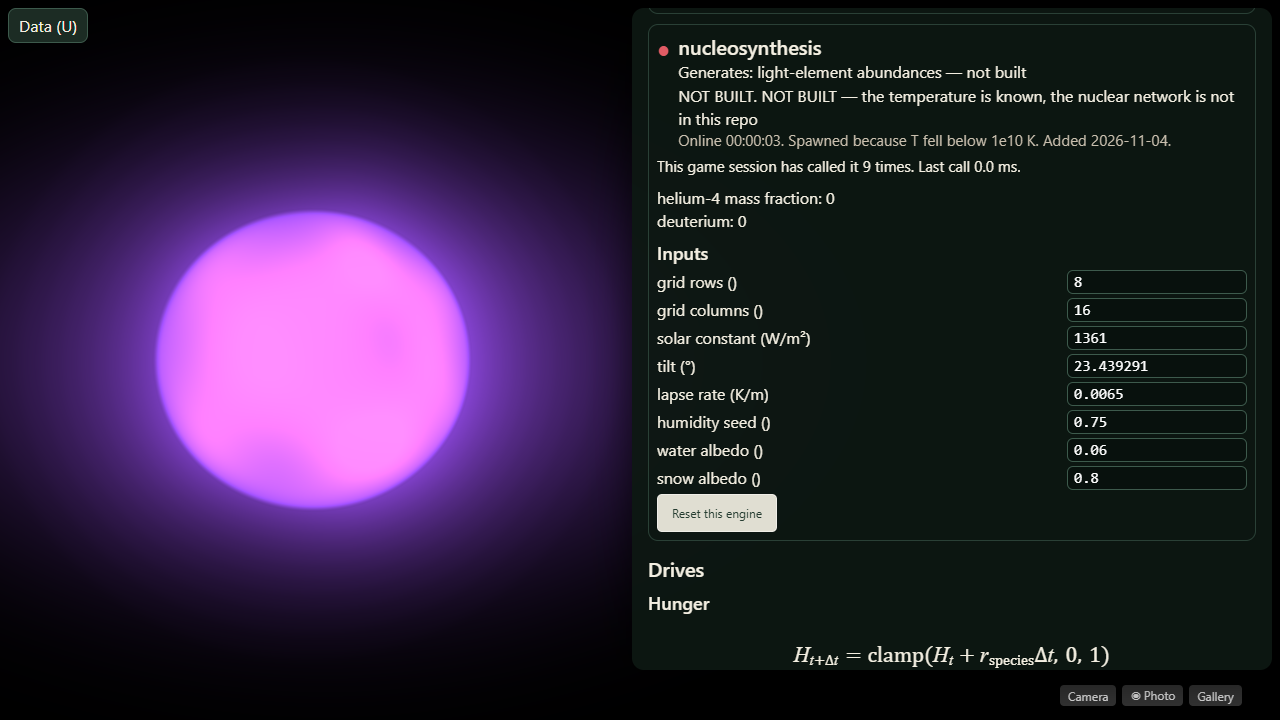 Data (U)
nucleosynthesis
Generates: light-element abundances — not built
NOT BUILT. NOT BUILT — the temperature is known, the nuclear network is not
in this repo
Online 00:00:03. Spawned because T fell below 1e10 K. Added 2026-11-04.
This game session has called it 9 times. Last call 0.0 ms.
helium-4 mass fraction: 0
deuterium: 0
Inputs
grid rows () 8
grid columns () 16
solar constant (W/m²) 1361
tilt (°) 23.439291
lapse rate (K/m) 0.0065
humidity seed () 0.75
water albedo () 0.06
snow albedo () 0.8
Reset this engine
Drives
Hunger
H_{t+Δt} = clamp(H_t + r_{species}Δt, 0, 1)
Camera
◉ Photo
Gallery